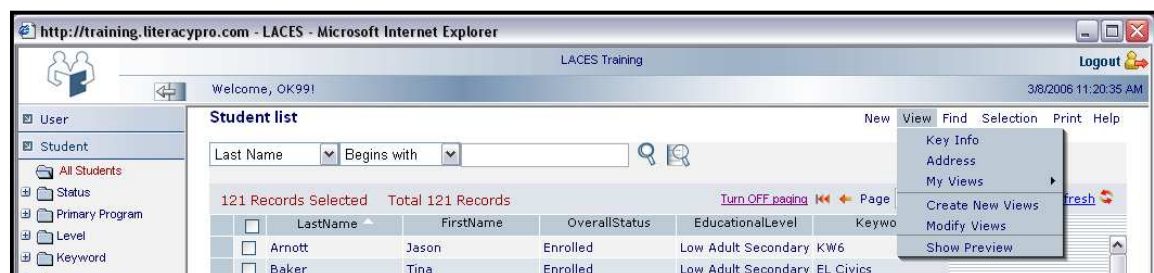 http://training.literacypro.com - LACES - Microsoft Internet Explorer
LACES Training
Logout
Welcome, OK99!
3/8/2006 11:20:35 AM
User
Student list
New View Find Selection Print Help
Student
Last Name Begins with
Key Info
All Students
Address
Status
My Views
121 Records Selected Total 121 Records Turn OFF paging Page
Primary Program
Create New Views
Level
LastName FirstName OverallStatus EducationalLevel
Modify Views
Keyword
Arnott Jason Enrolled Low Adult Secondary KW6
Show Preview
Baker Tina Enrolled Low Adult Secondary EL Civics